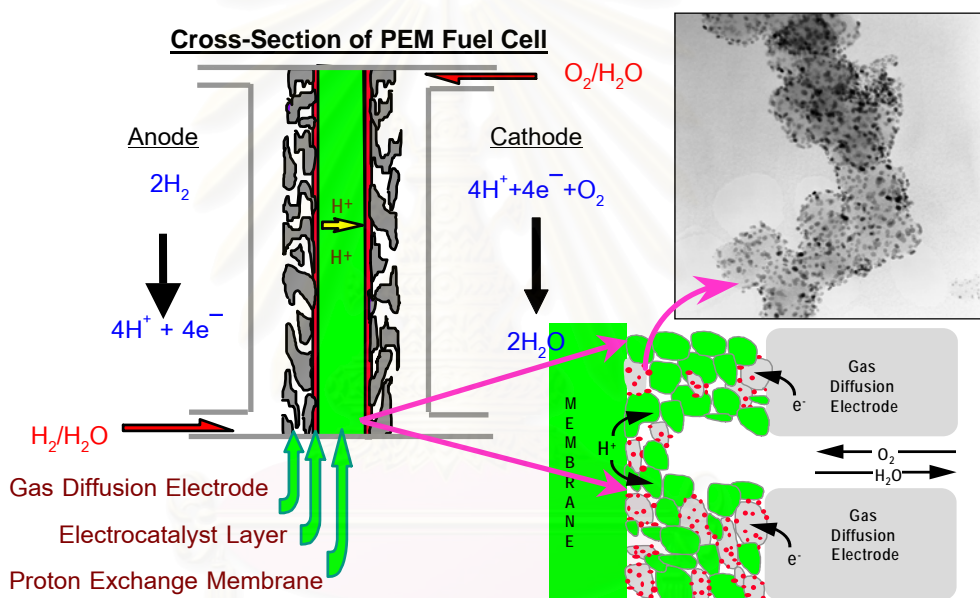 Cross-Section of PEM Fuel Cell
O₂/H₂O
Anode
Cathode
2H₂
4H⁺+4e⁻+O₂
H⁺
H⁺
4H⁺ + 4e⁻
2H₂O
H₂/H₂O
Gas Diffusion Electrode
Electrocatalyst Layer
Proton Exchange Membrane
MEMBRANE
H⁺
Gas
Diffusion
Electrode
e⁻
O₂
H₂O
Gas
Diffusion
Electrode
e⁻